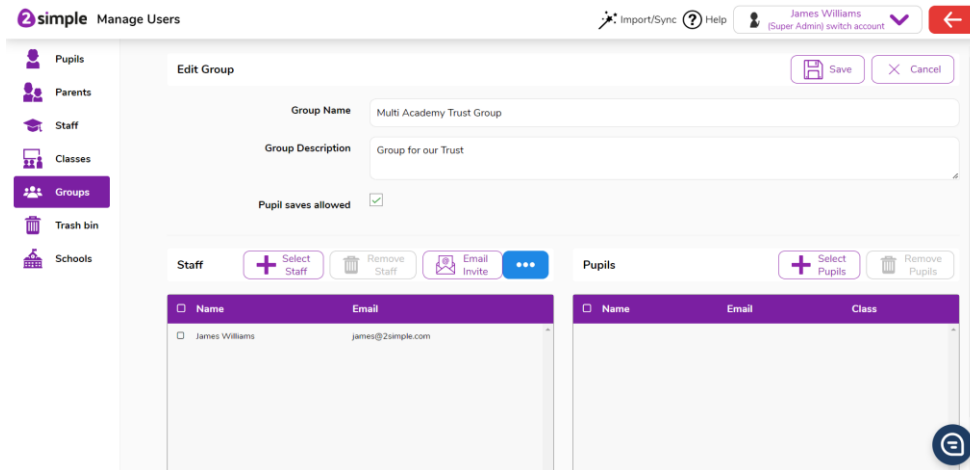 2simple Manage Users
Import/Sync ? Help
James Williams
(Super Admin) switch account
Pupils
Parents
Staff
Classes
Groups
Trash bin
Schools
Edit Group
Save
Cancel
Group Name
Multi Academy Trust Group
Group Description
Group for our Trust
Pupil saves allowed
Staff
Select
Staff
Remove
Staff
Email
Invite
Pupils
Select
Pupils
Remove
Pupils
Name Email
James Williams james@2simple.com
Name Email Class